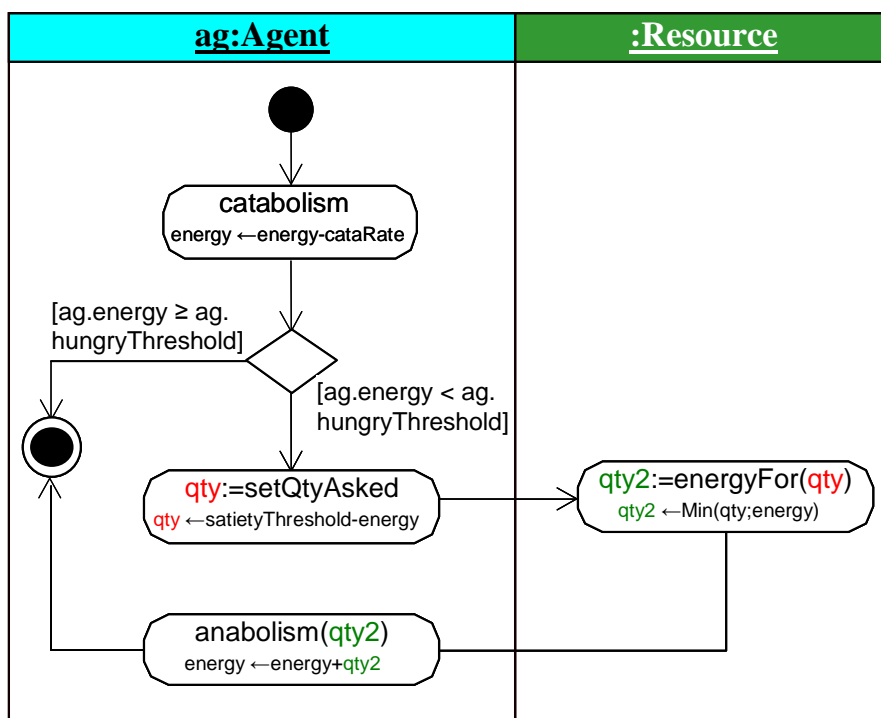 ag:Agent
:Resource
catabolism
energy ←energy-cataRate
[ag.energy ≥ ag.
hungryThreshold]
[ag.energy < ag.
hungryThreshold]
qty:=setQtyAsked
qty ←satietyThreshold-energy
qty2:=energyFor(qty)
qty2 ←Min(qty;energy)
anabolism(qty2)
energy ←energy+qty2